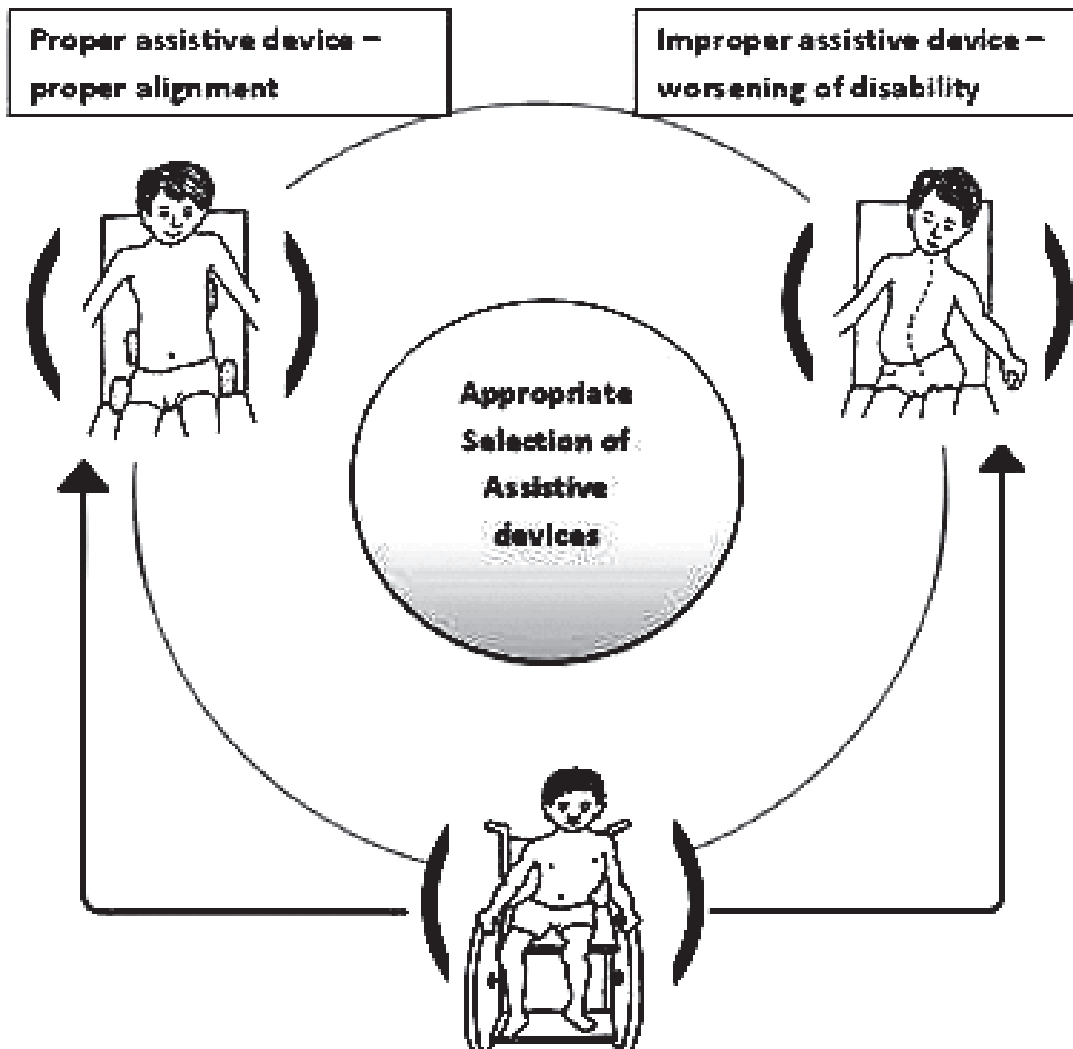 Proper assistive device –
proper alignment
Improper assistive device –
worsening of disability
Appropriate
Selection of
Assistive
devices